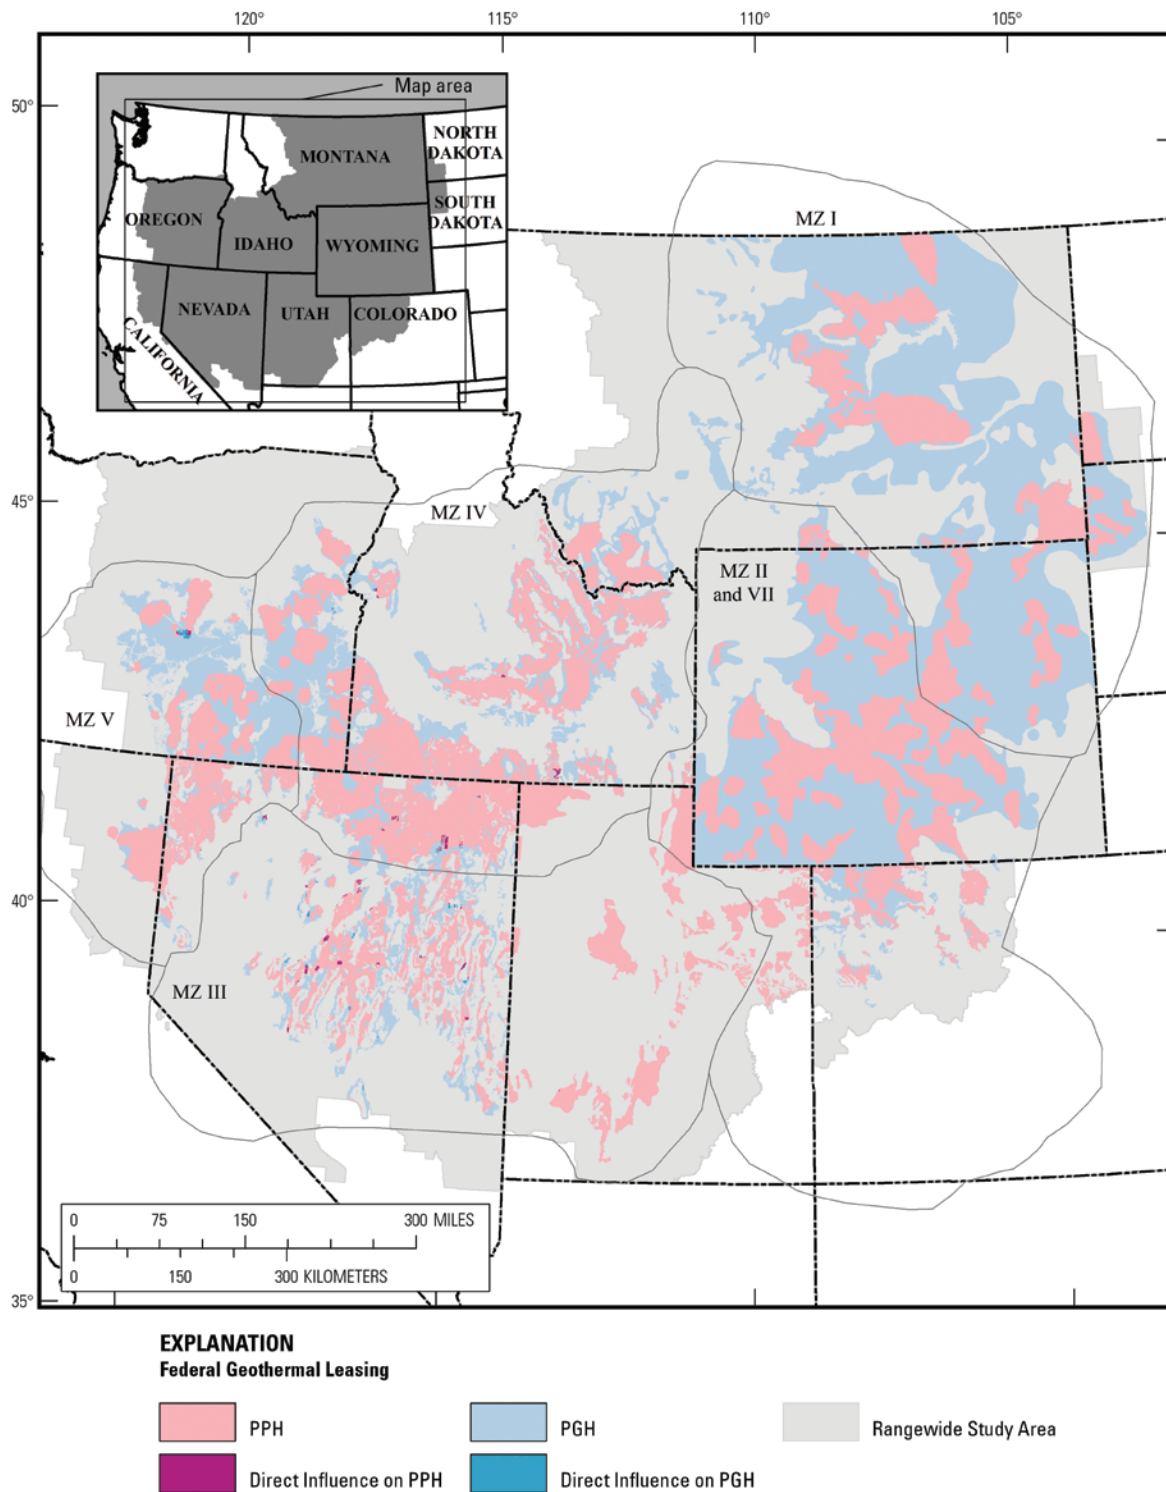 120° 115° 110° 105°
50°
Map area
NORTH
DAKOTA
MONTANA
SOUTH
DAKOTA
OREGON
IDAHO
WYOMING
NEVADA
UTAH
COLORADO
CALIFORNIA
MZ I
45°
MZ IV
MZ II
and VII
MZ V
40°
MZ III
0 75 150 300 MILES
0 150 300 KILOMETERS
35°
EXPLANATION
Federal Geothermal Leasing
PPH PGH Rangewide Study Area
Direct Influence on PPH Direct Influence on PGH